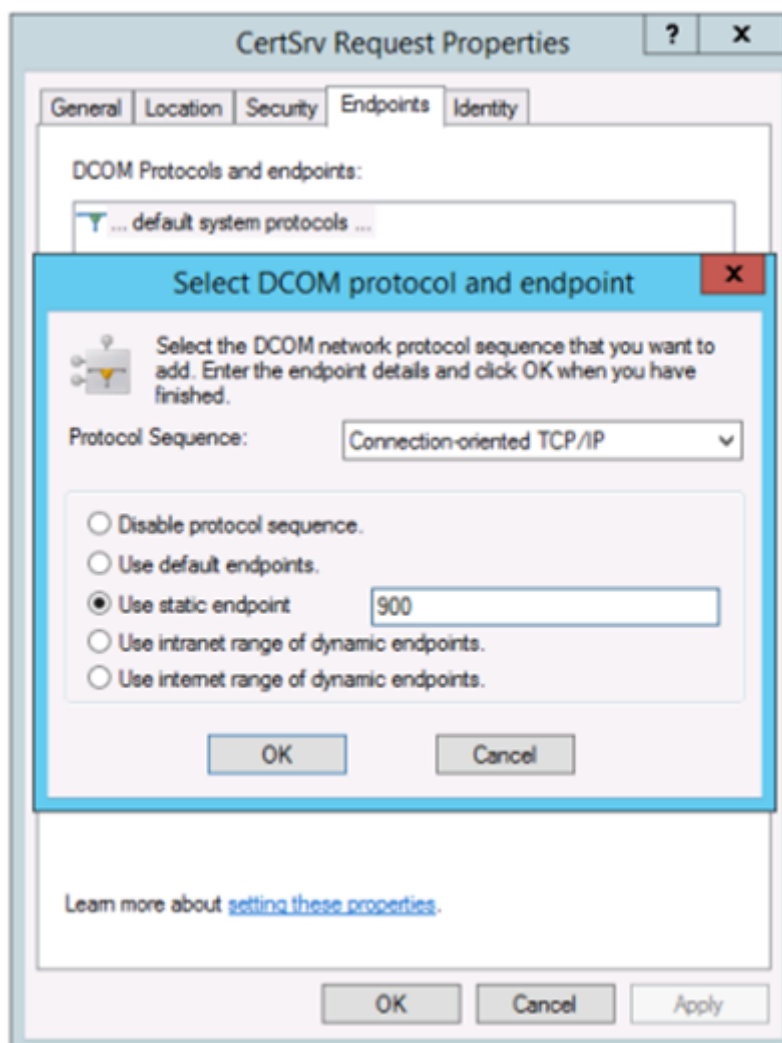 CertSrv Request Properties
? x
General Location Security Endpoints Identity
DCOM Protocols and endpoints:
... default system protocols ...
Select DCOM protocol and endpoint
x
Select the DCOM network protocol sequence that you want to
add. Enter the endpoint details and click OK when you have
finished.
Protocol Sequence: Connection-oriented TCP/IP
Disable protocol sequence.
Use default endpoints.
Use static endpoint 900
Use intranet range of dynamic endpoints.
Use internet range of dynamic endpoints.
OK Cancel
Learn more about setting these properties.
OK Cancel Apply